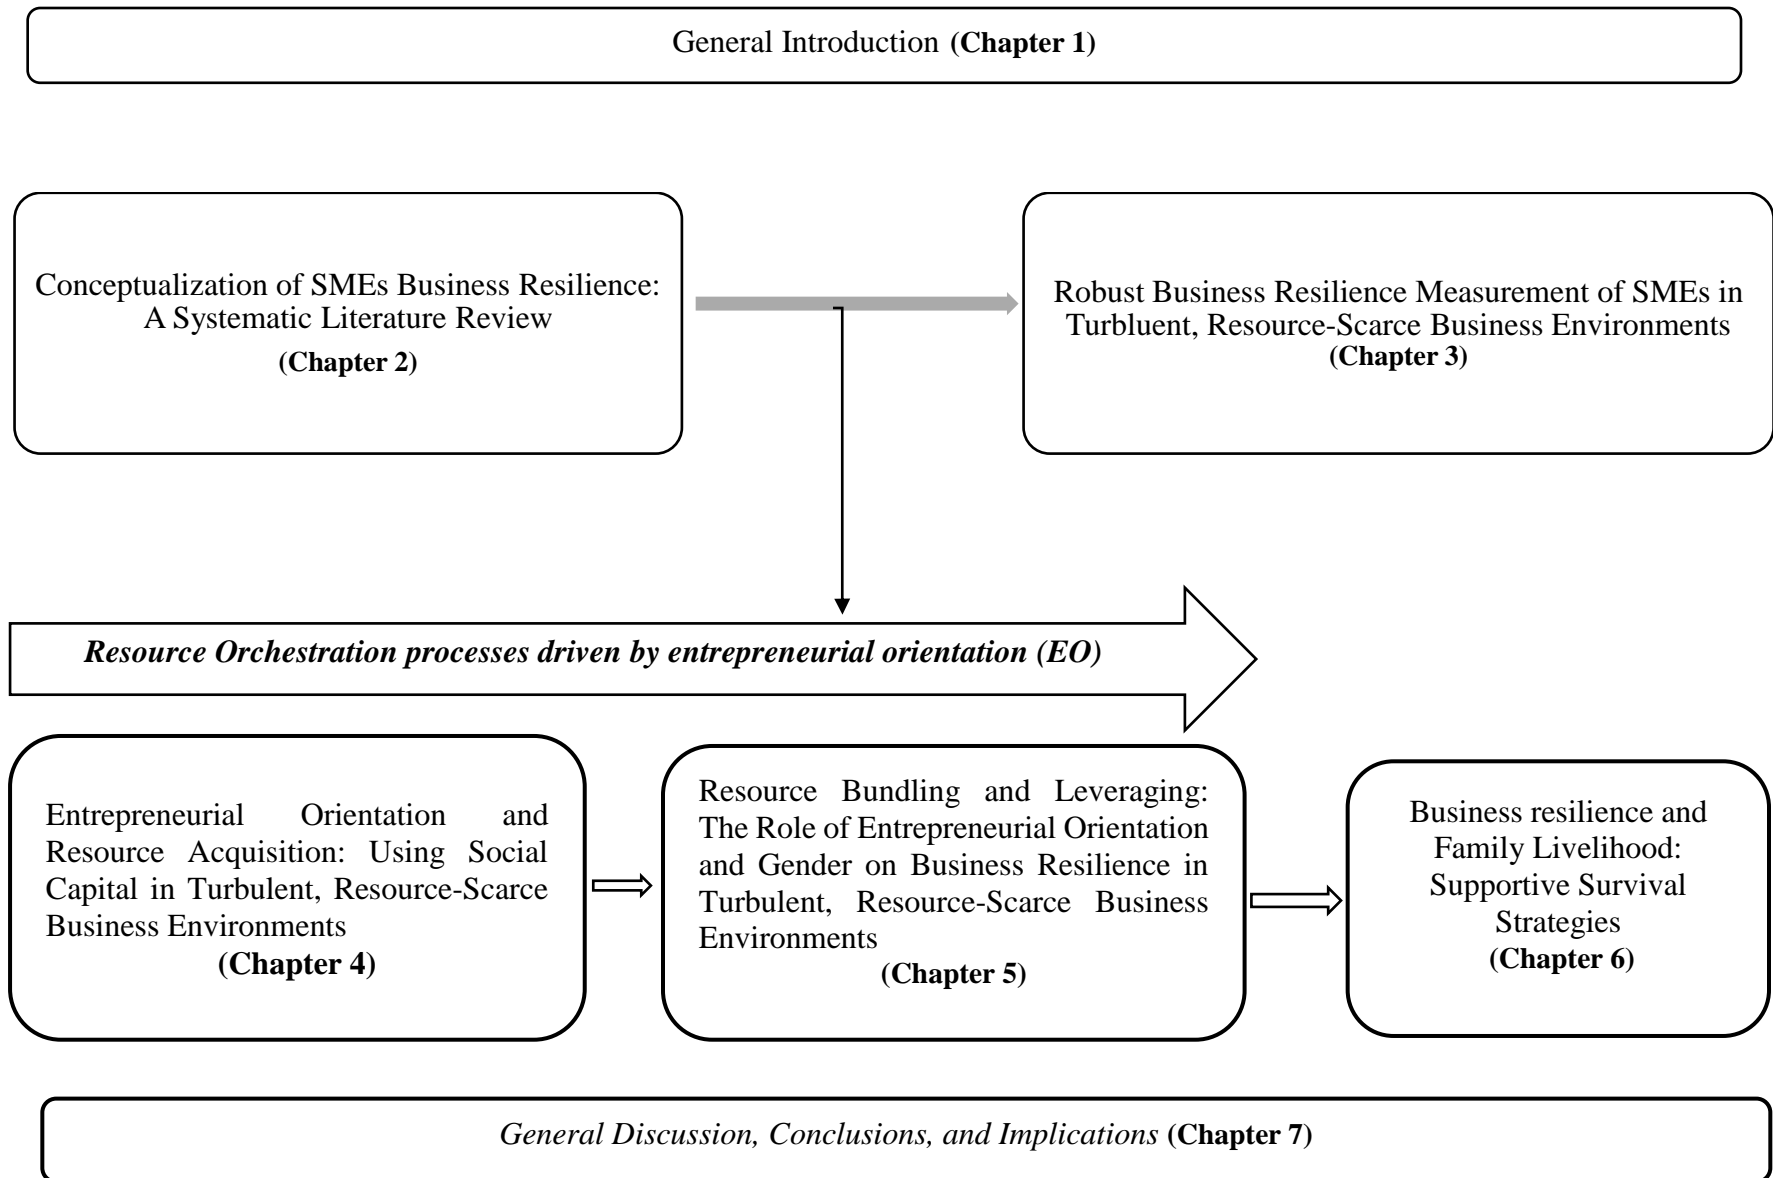 General Introduction (Chapter 1)
Conceptualization of SMEs Business Resilience:
A Systematic Literature Review
(Chapter 2)
Robust Business Resilience Measurement of SMEs in
Turbluent, Resource-Scarce Business Environments
(Chapter 3)
Resource Orchestration processes driven by entrepreneurial orientation (EO)
Entrepreneurial Orientation and
Resource Acquisition: Using Social
Capital in Turbulent, Resource-Scarce
Business Environments
(Chapter 4)
Resource Bundling and Leveraging:
The Role of Entrepreneurial Orientation
and Gender on Business Resilience in
Turbulent, Resource-Scarce Business
Environments
(Chapter 5)
Business resilience and
Family Livelihood:
Supportive Survival
Strategies
(Chapter 6)
General Discussion, Conclusions, and Implications (Chapter 7)